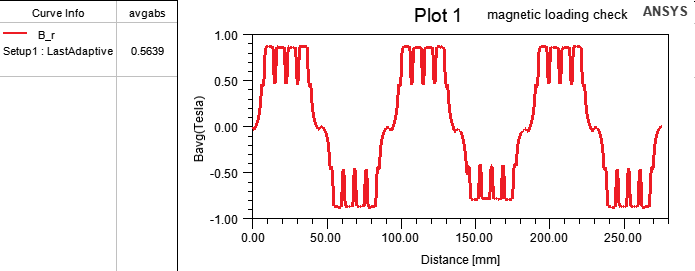 Curve Info avgabs
B_r
Setup1 : LastAdaptive 0.5639
Plot 1 magnetic loading check ANSYS
1.00
0.50
0.00
-0.50
-1.00
Bavg(Tesla)
0.00 50.00 100.00 150.00 200.00 250.00
Distance [mm]